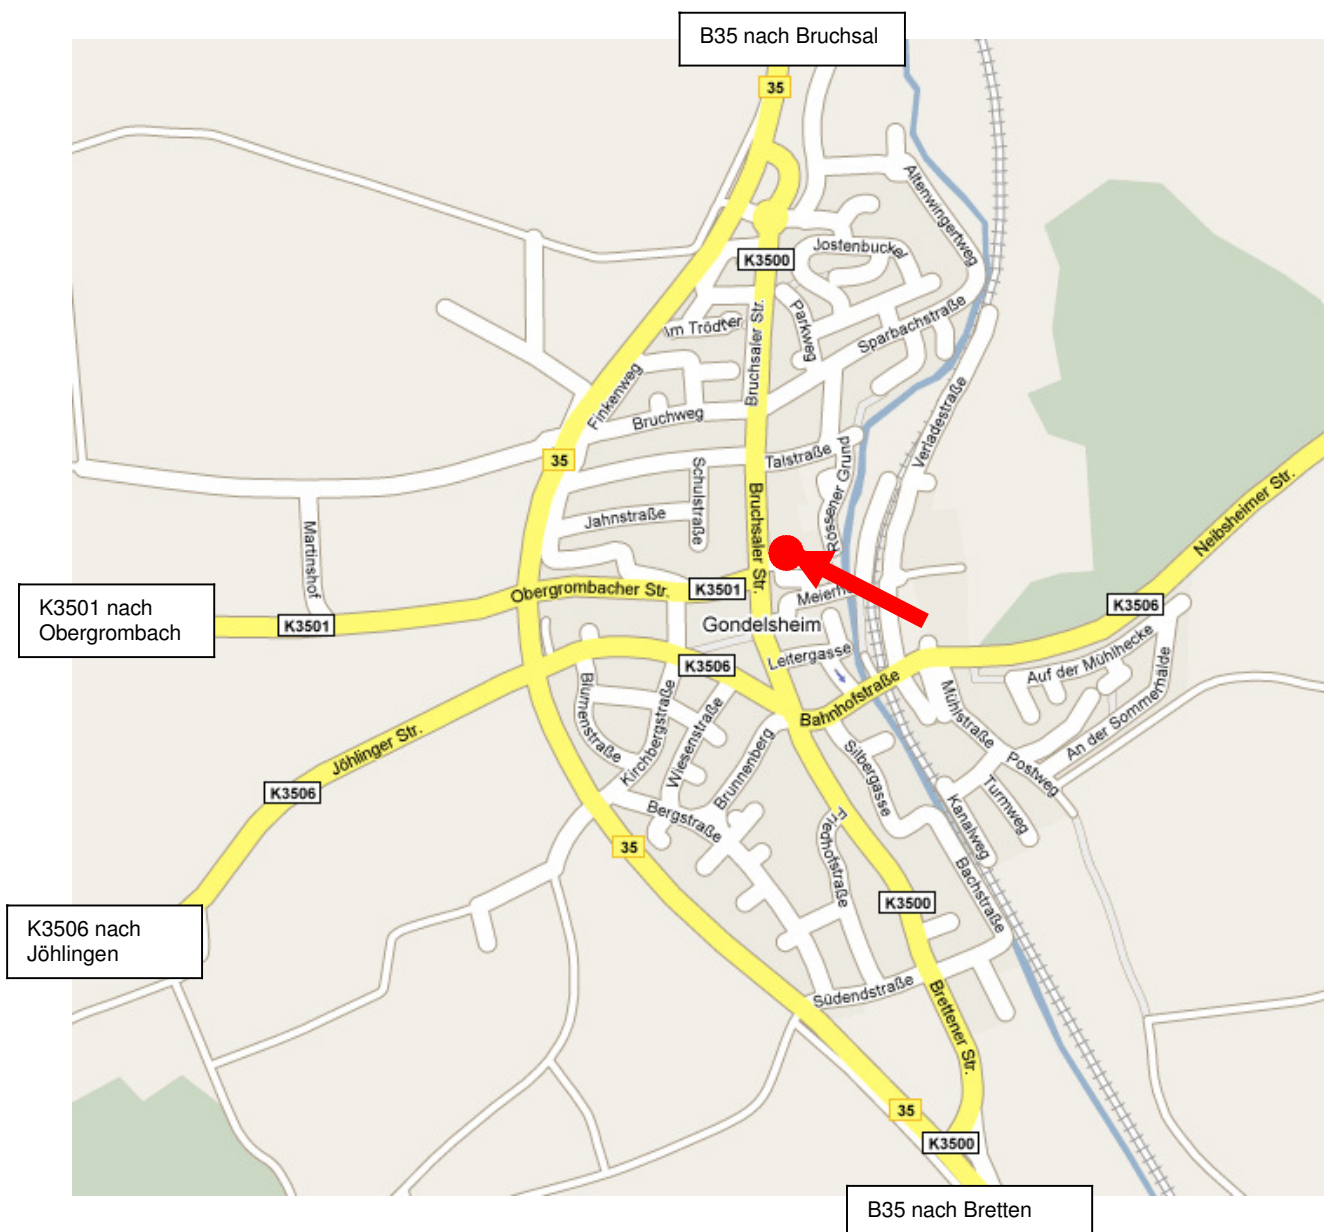 B35 nach Bruchsal
35
Altenwingertweg
Jostenbuckel
K3500
Parkweg
Bruchsaler Str.
Im Trödler
Sparbachstraße
Finkenweg
Bruchweg
Verladestraße
35
Talstraße
Rössener Grund
Schulstraße
Bruchsaler Str.
Neibsheimer Str.
Jahnstraße
Martinshof
K3501 nach
Obergrombach
K3501
Obergrombacher Str.
K3501
K3506
Gondelsheim
Leitergasse
K3506
Auf der Mühlhecke
Bahnhofstraße
Mühlstraße
An der Sommerhälde
Blumenstraße
Kirchbergstraße
Wiesenstraße
Brunnenberg
Silbergasse
Jöhlinger Str.
Postweg
K3506
Turmweg
Kanalweg
Bergstraße
Friedhofstraße
35
Bachstraße
K3500
K3506 nach
Jöhlingen
Südendstraße
Brettener Str.
35
K3500
B35 nach Bretten